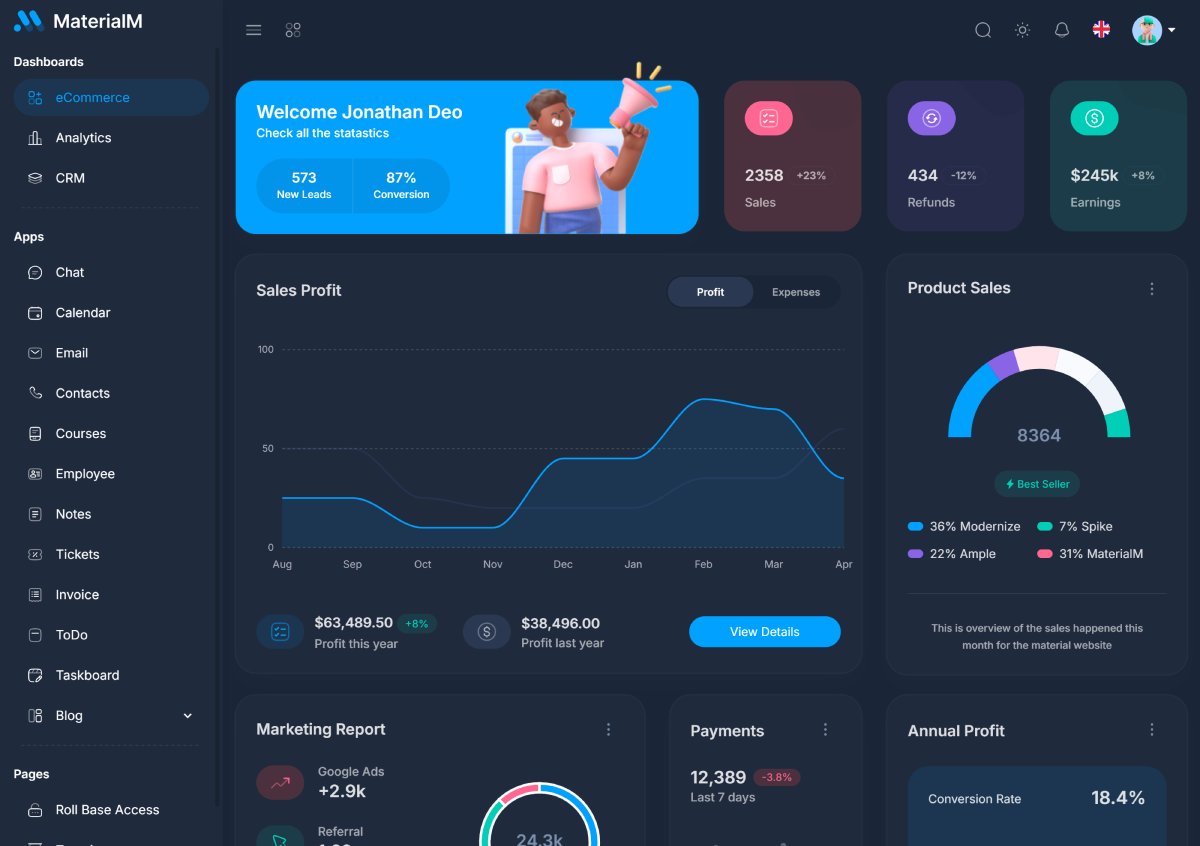 MaterialM
Dashboards
eCommerce
Analytics
CRM
Apps
Chat
Calendar
Email
Contacts
Courses
Employee
Notes
Tickets
Invoice
ToDo
Taskboard
Blog
Pages
Roll Base Access
Welcome Jonathan Deo
Check all the statastics
573
New Leads
87%
Conversion
2358 +23%
Sales
434 -12%
Refunds
$245k +8%
Earnings
Sales Profit
Profit Expenses
100
50
0
Aug Sep Oct Nov Dec Jan Feb Mar Apr
$63,489.50 +8%
Profit this year
$38,496.00
Profit last year
View Details
Product Sales
8364
Best Seller
36% Modernize
7% Spike
22% Ample
31% MaterialM
This is overview of the sales happened this
month for the material website
Marketing Report
Google Ads
+2.9k
Referral
24.3k
Payments
12,389 -3.8%
Last 7 days
Annual Profit
Conversion Rate 18.4%